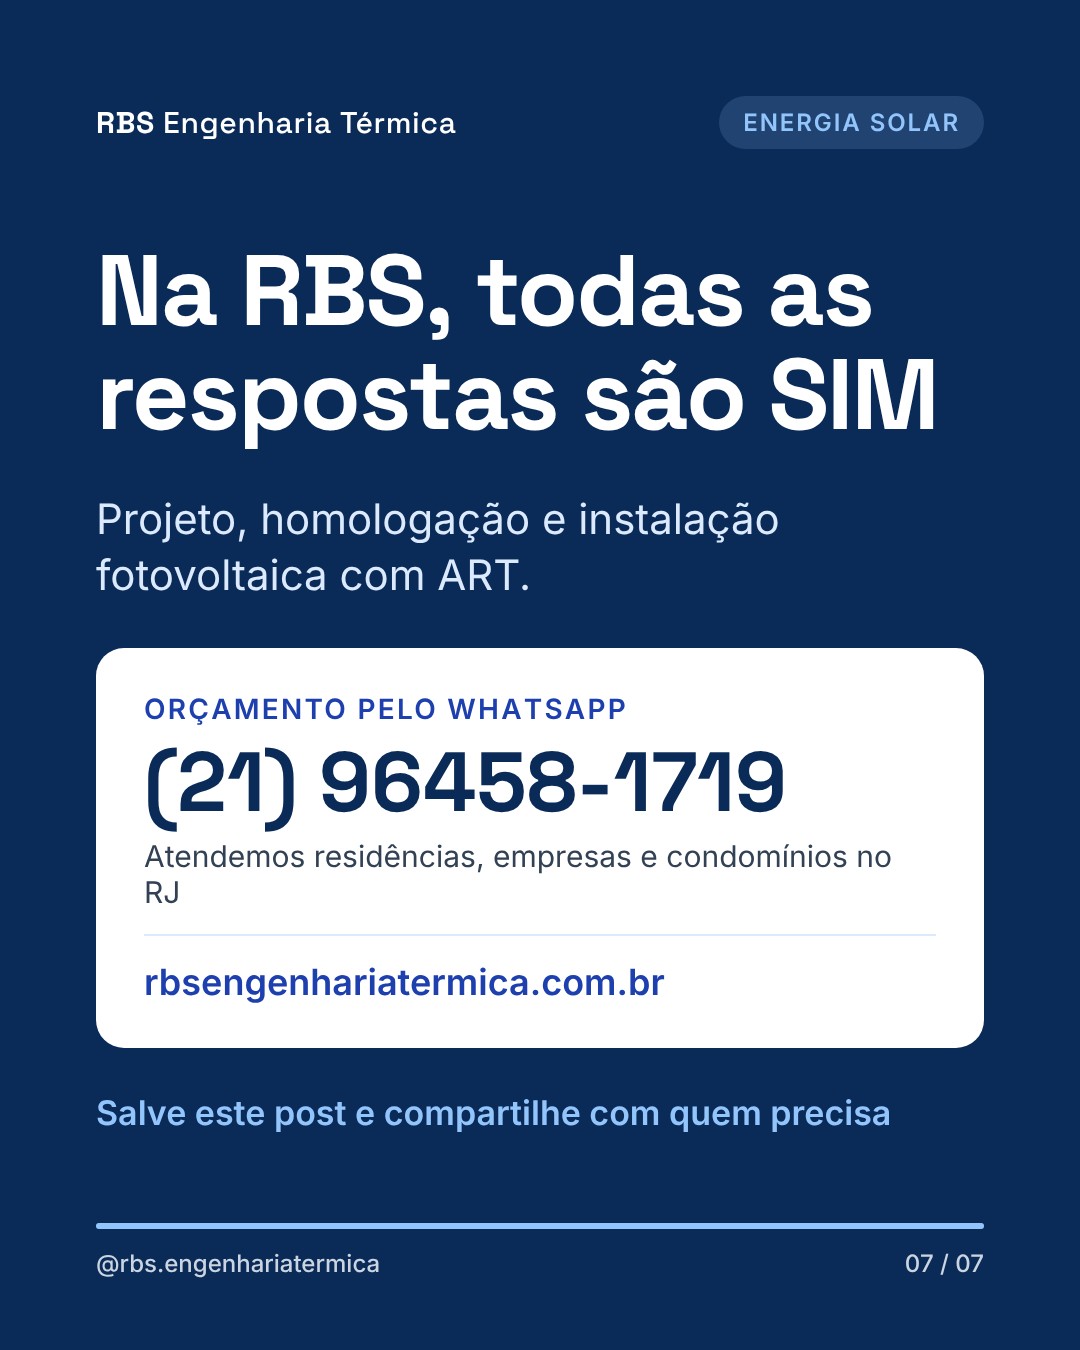 RBS Engenharia Térmica
ENERGIA SOLAR
Na RBS, todas as
respostas são SIM
Projeto, homologação e instalação
fotovoltaica com ART.
ORÇAMENTO PELO WHATSAPP
(21) 96458-1719
Atendemos residências, empresas e condomínios no
RJ
rbsengenhariatermica.com.br
Salve este post e compartilhe com quem precisa
@rbs.engenhariatermica
07 / 07